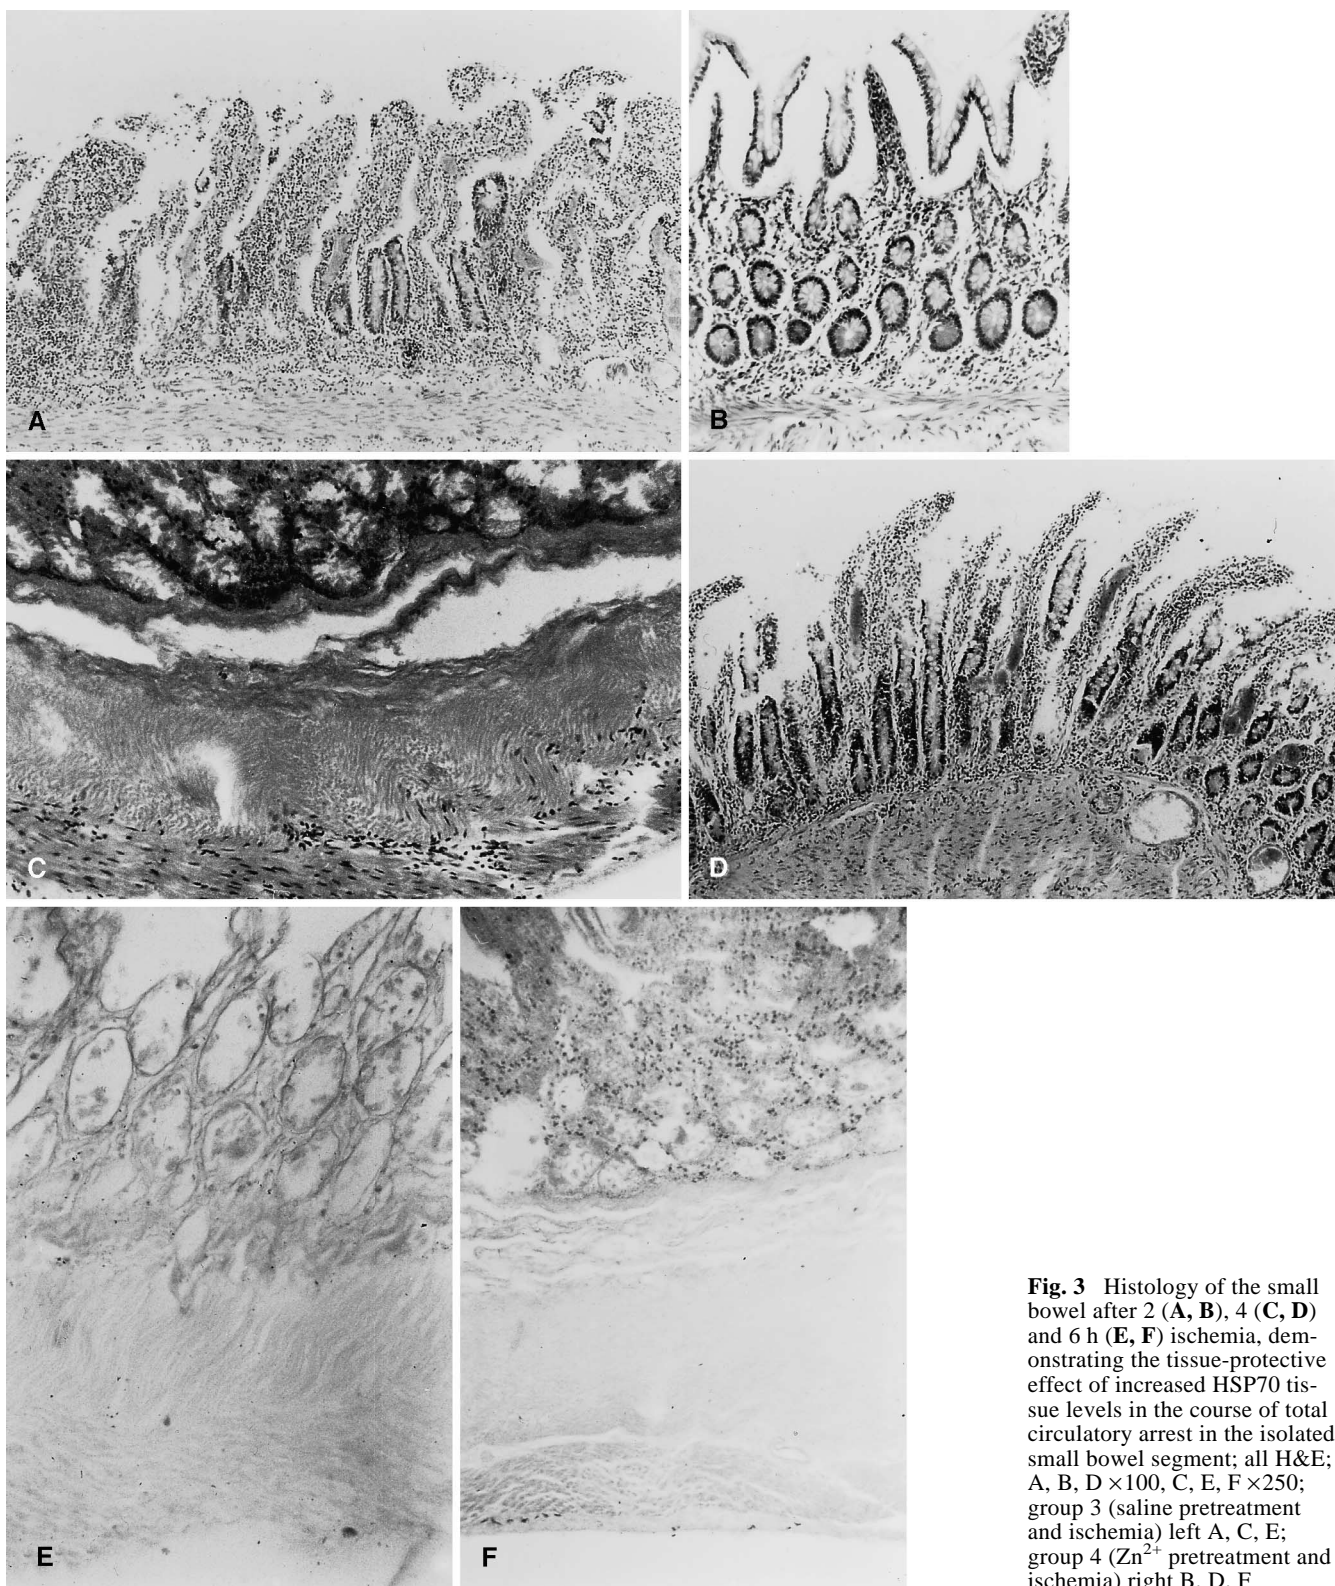 A
B
C
D
E
F
Fig. 3 Histology of the small
bowel after 2 (A, B), 4 (C, D)
and 6 h (E, F) ischemia, dem-
onstrating the tissue-protective
effect of increased HSP70 tis-
sue levels in the course of total
circulatory arrest in the isolated
small bowel segment; all H&E;
A, B, D ×100, C, E, F ×250;
group 3 (saline pretreatment
and ischemia) left A, C, E;
group 4 (Zn2+ pretreatment and
ischemia) right B, D, F